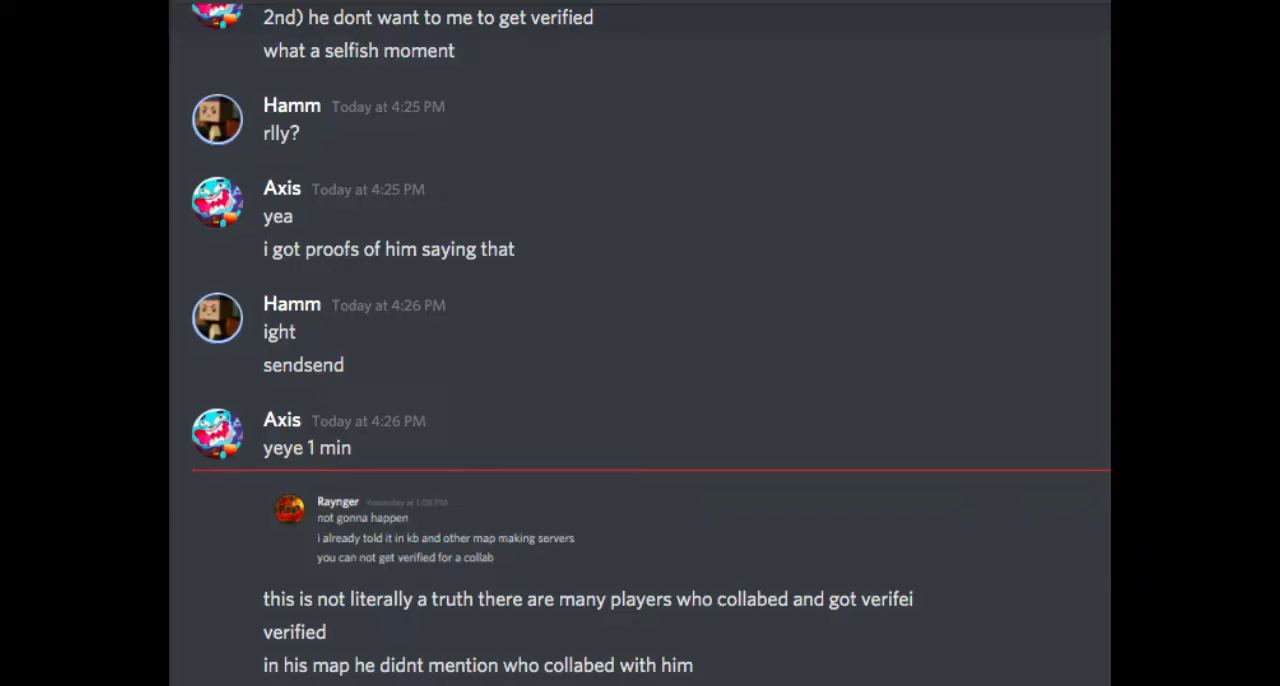 2nd) he dont want to me to get verified
what a selfish moment
Hamm Today at 4:25 PM
rlly?
Axis Today at 4:25 PM
yea
i got proofs of him saying that
Hamm Today at 4:26 PM
ight
sendsend
Axis Today at 4:26 PM
yeye 1 min
Raynger Yesterday at 1:08 PM
not gonna happen
i already told it in kb and other map making servers
you can not get verified for a collab
this is not literally a truth there are many players who collabed and got verifei
verified
in his map he didnt mention who collabed with him